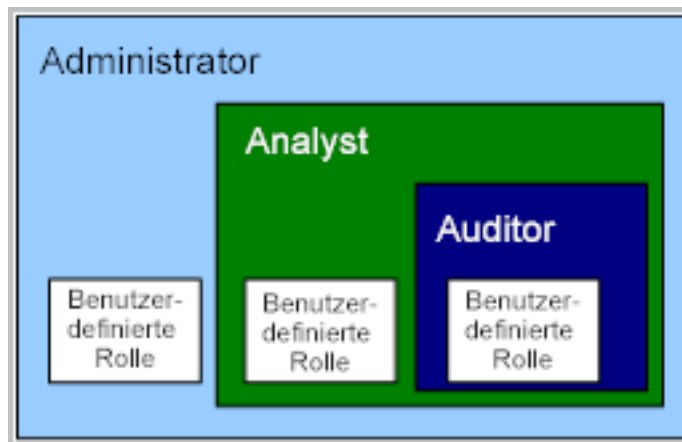 Administrator
Analyst
Auditor
Benutzer-
definierte
Rolle
Benutzer-
definierte
Rolle
Benutzer-
definierte
Rolle